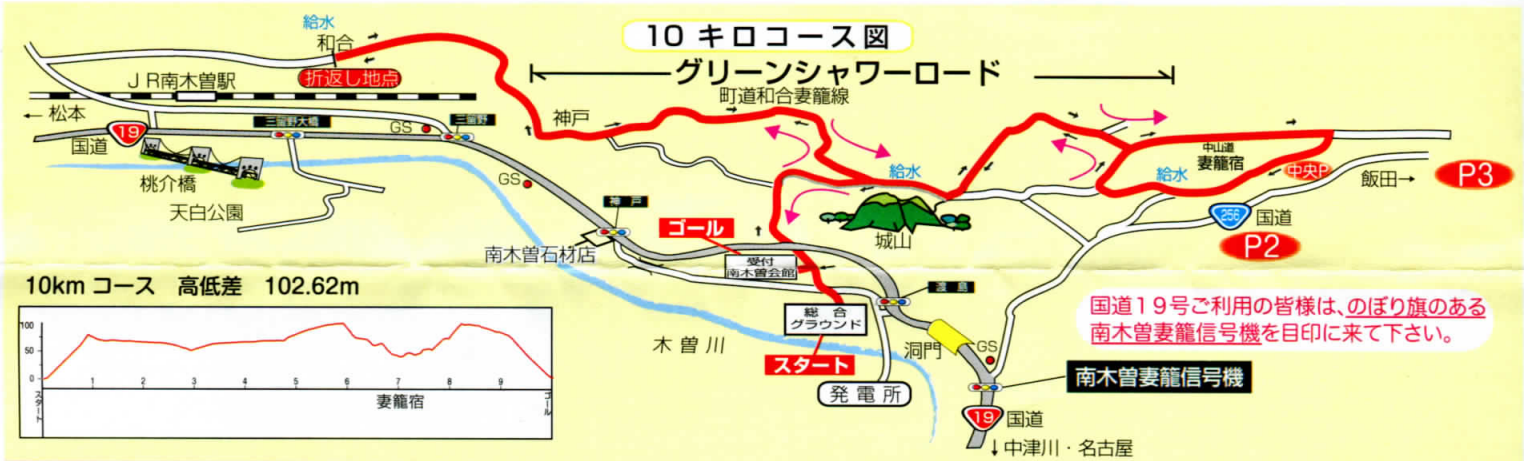 10 キロコース図
グリーンシャワーロード
町道和合妻籠線
給水
和合
折返し地点
JR南木曽駅
← 松本
19
国道
三留野大橋
GS
三留野
桃介橋
天白公園
GS
神戸
神戸
南木曽石材店
ゴール
受付
南木曽会館
総合
グラウンド
スタート
木曽川
発電所
渡島
洞門
GS
城山
給水
中山道
妻籠宿
給水
中央P
飯田→
P3
256
国道
P2
国道19号ご利用の皆様は、のぼり旗のある
南木曽妻籠信号機を目印に来て下さい。
南木曽妻籠信号機
19
国道
↓中津川・名古屋
10km コース 高低差 102.62m
100
50
0
スタート
1
2
3
4
5
6
7
8
9
ゴール
妻籠宿